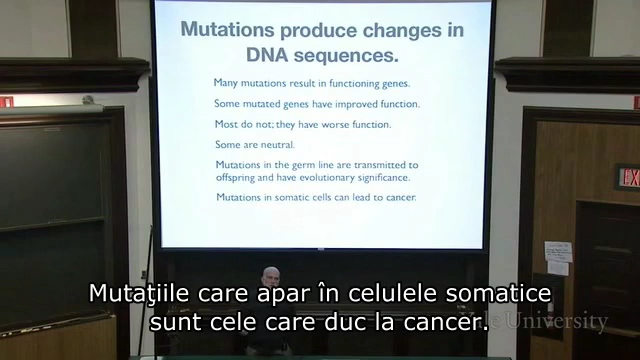 Mutations produce changes in
DNA sequences.
Many mutations result in functioning genes.
Some mutated genes have improved function.
Most do not; they have worse function.
Some are neutral.
Mutations in the germ line are transmitted to
offspring and have evolutionary significance.
Mutations in somatic cells can lead to cancer.
EXI
Mutaţiile care apar în celulele somatice
sunt cele care duc la cancer.
Yale University